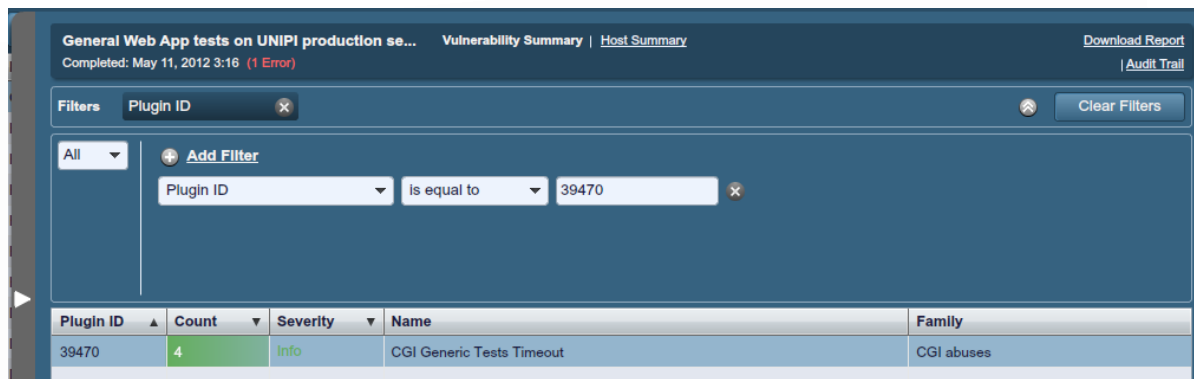 General Web App tests on UNIPI production se... Vulnerability Summary | Host Summary Download Report
Completed: May 11, 2012 3:16 (1 Error) | Audit Trail
Filters Plugin ID Clear Filters
All Add Filter
Plugin ID is equal to 39470
Plugin ID Count Severity Name Family
39470 4 Info CGI Generic Tests Timeout CGI abuses